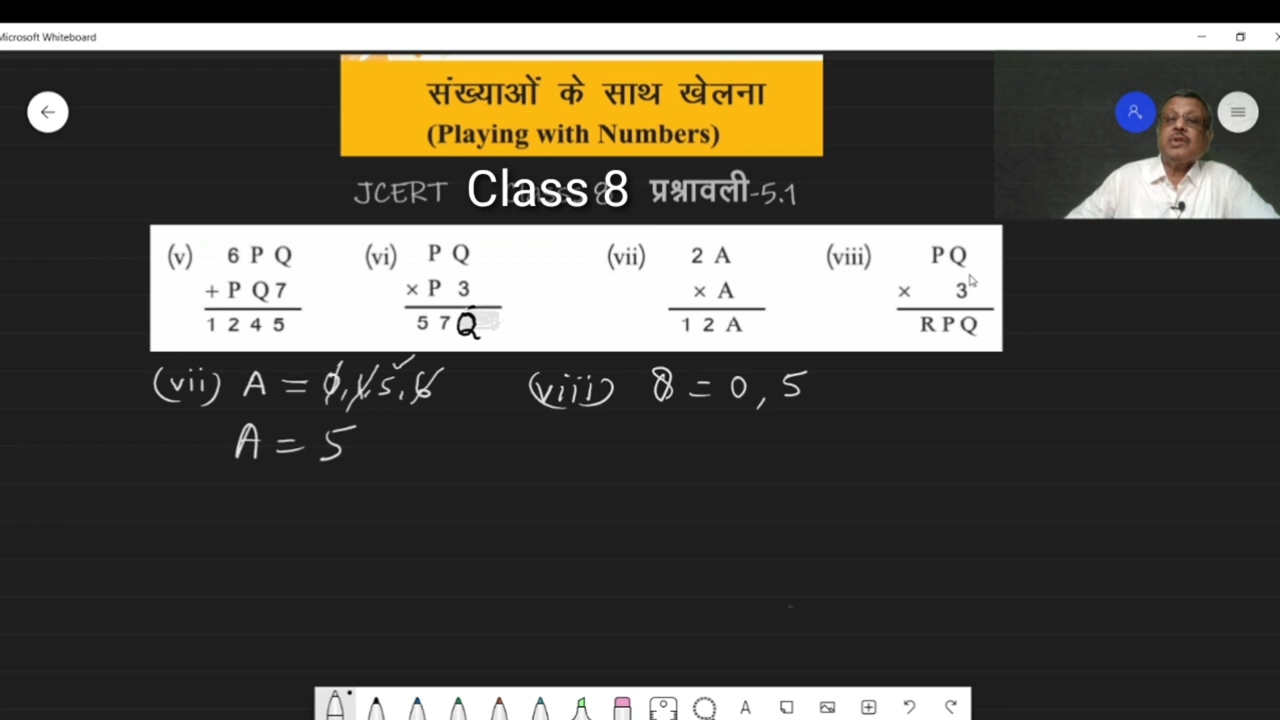 Microsoft Whiteboard
संख्याओं के साथ खेलना
(Playing with Numbers)
JCERT Class 8 प्रश्नावली-5.1
(v) 6 P Q (vi) P Q (vii) 2 A (viii) P Q
+ P Q 7 × P 3 × A × 3
1 2 4 5 5 7 Q 1 2 A R P Q
(vii) A = 0, 1, 5, 6 (viii) 8 = 0, 5
A = 5